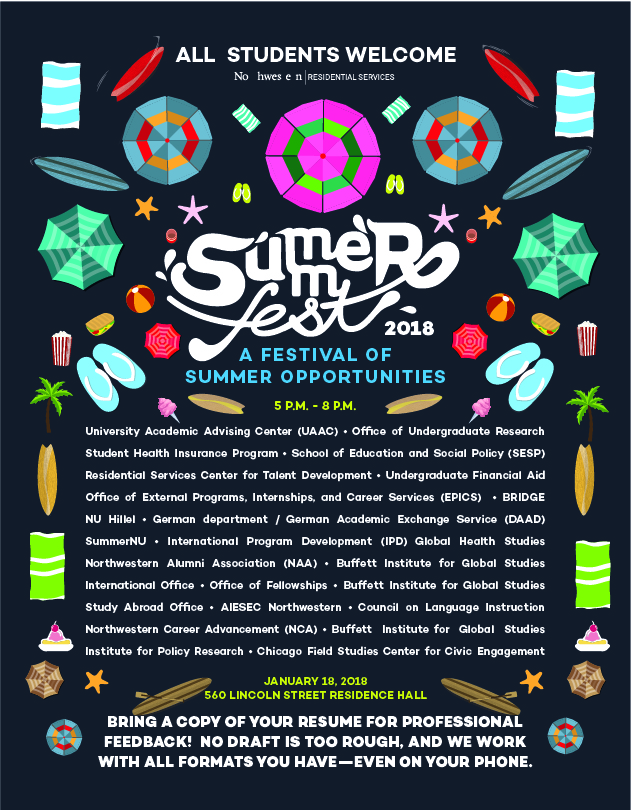 ALL STUDENTS WELCOME
No hwes e n | RESIDENTIAL SERVICES
SummeR
fest
2018
A FESTIVAL OF
SUMMER OPPORTUNITIES
5 P.M. - 8 P.M.
University Academic Advising Center (UAAC) • Office of Undergraduate Research
Student Health Insurance Program • School of Education and Social Policy (SESP)
Residential Services Center for Talent Development • Undergraduate Financial Aid
Office of External Programs, Internships, and Career Services (EPICS) • BRIDGE
NU Hillel • German department / German Academic Exchange Service (DAAD)
SummerNU • International Program Development (IPD) Global Health Studies
Northwestern Alumni Association (NAA) • Buffett Institute for Global Studies
International Office • Office of Fellowships • Buffett Institute for Global Studies
Study Abroad Office • AIESEC Northwestern • Council on Language Instruction
Northwestern Career Advancement (NCA) • Buffett Institute for Global Studies
Institute for Policy Research • Chicago Field Studies Center for Civic Engagement
JANUARY 18, 2018
560 LINCOLN STREET RESIDENCE HALL
BRING A COPY OF YOUR RESUME FOR PROFESSIONAL
FEEDBACK! NO DRAFT IS TOO ROUGH, AND WE WORK
WITH ALL FORMATS YOU HAVE—EVEN ON YOUR PHONE.